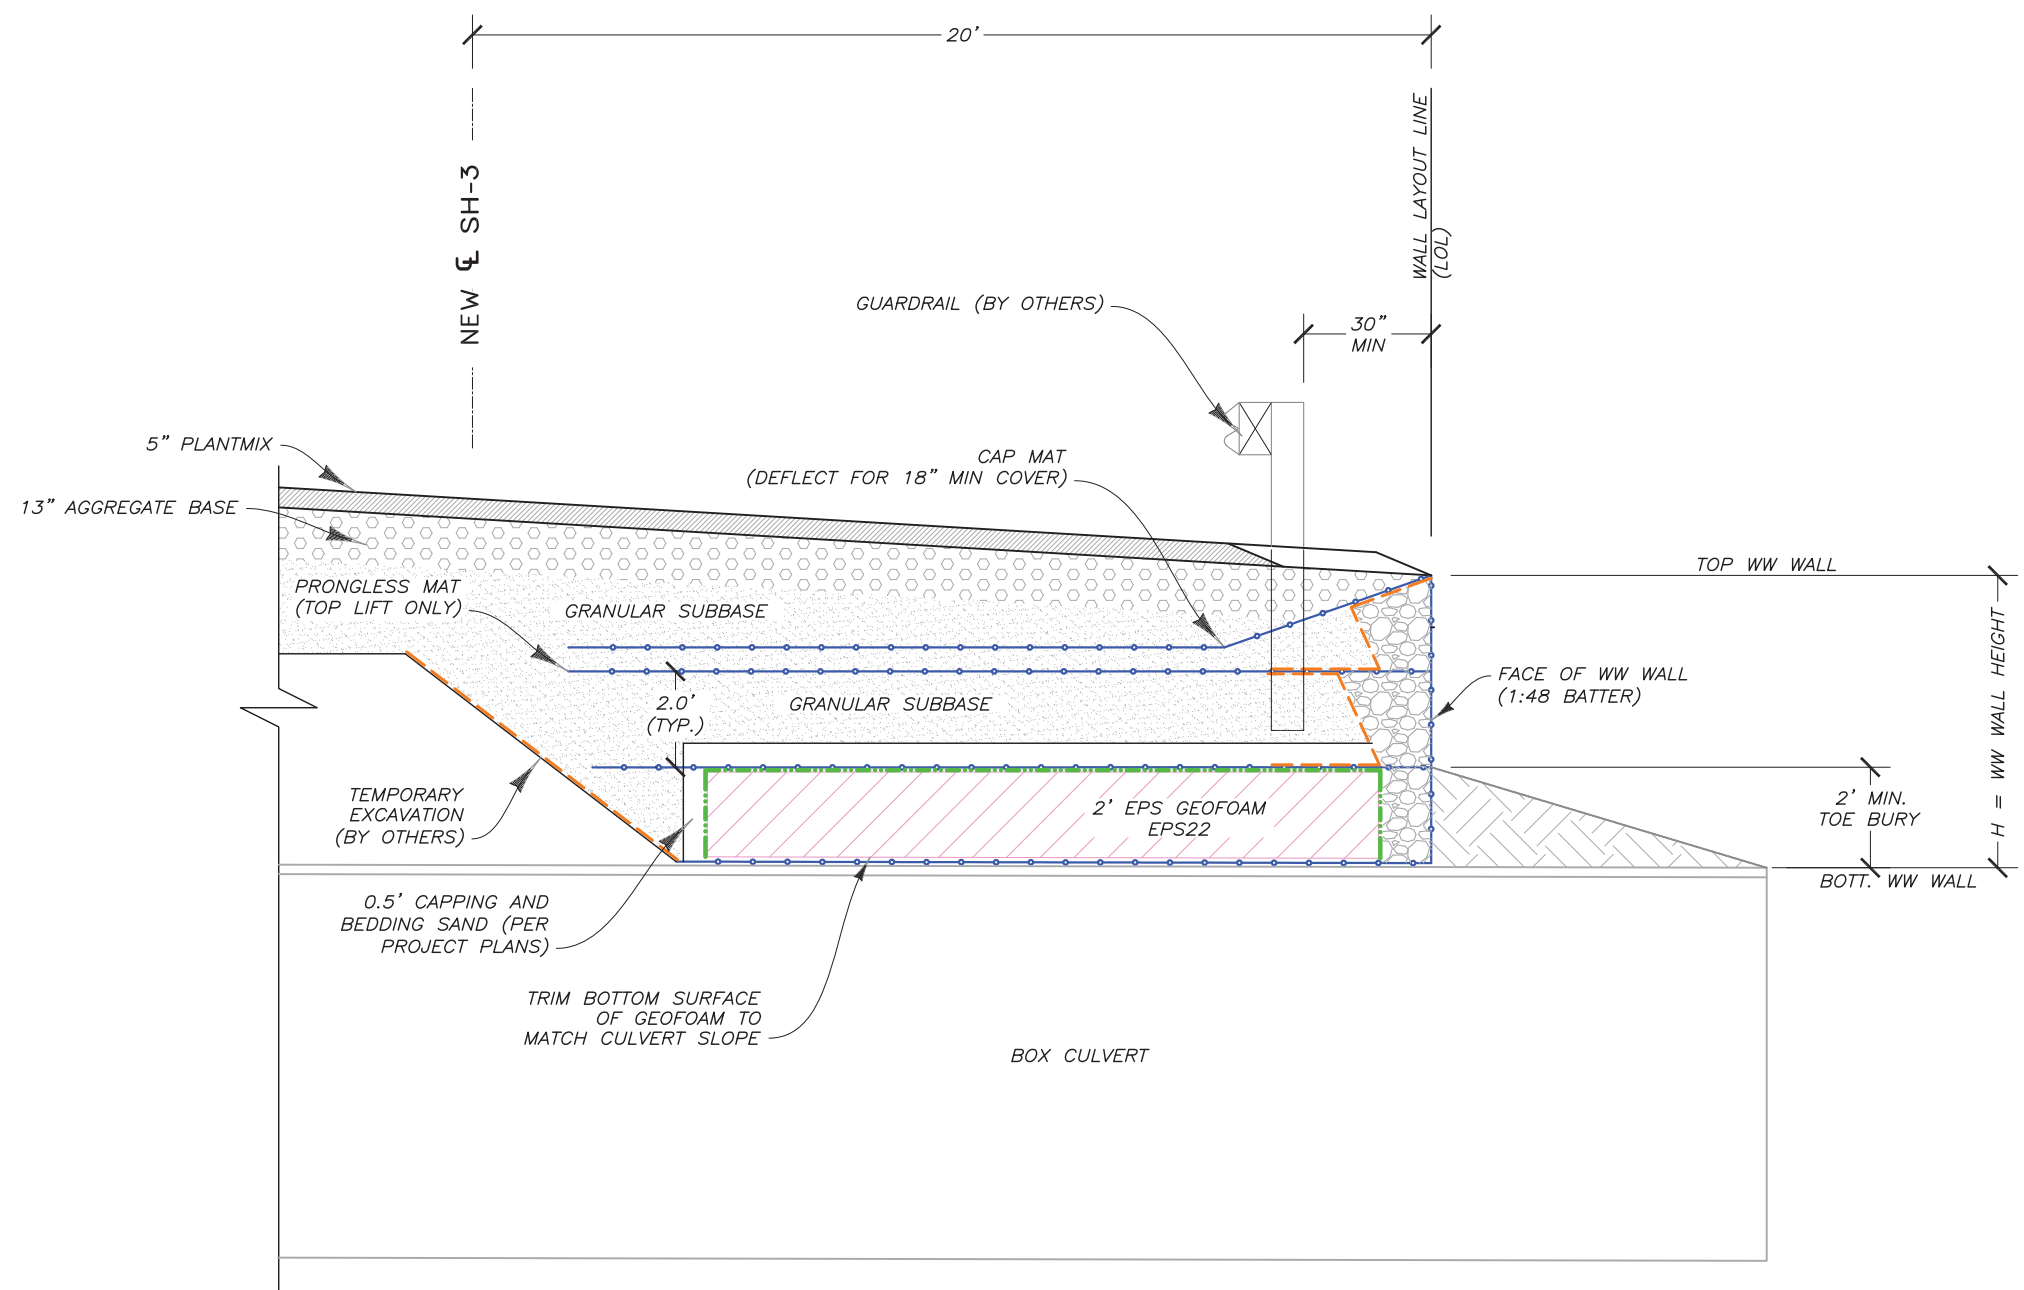 20'
NEW ℄ SH-3
WALL LAYOUT LINE
(LOL)
GUARDRAIL (BY OTHERS)
30"
MIN
5" PLANTMIX
CAP MAT
(DEFLECT FOR 18" MIN COVER)
13" AGGREGATE BASE
TOP WW WALL
PRONGLESS MAT
(TOP LIFT ONLY)
GRANULAR SUBBASE
H = WW WALL HEIGHT
FACE OF WW WALL
(1:48 BATTER)
2.0'
(TYP.)
GRANULAR SUBBASE
TEMPORARY
EXCAVATION
(BY OTHERS)
2' EPS GEOFOAM
EPS22
2' MIN.
TOE BURY
BOTT. WW WALL
0.5' CAPPING AND
BEDDING SAND (PER
PROJECT PLANS)
TRIM BOTTOM SURFACE
OF GEOFOAM TO
MATCH CULVERT SLOPE
BOX CULVERT